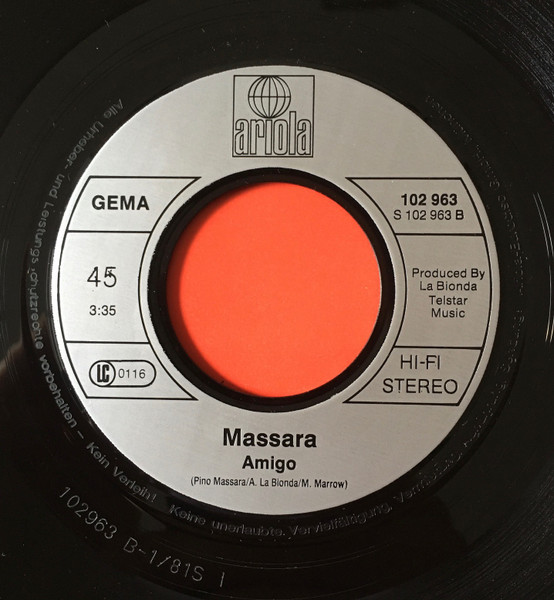 ariola
GEMA
102 963
S 102 963 B
45
3:35
Produced By
La Bionda
Telstar
Music
LC 0116
HI-FI
STEREO
Massara
Amigo
(Pino Massara/A. La Bionda/M. Marrow)
Alle Urheber- und Leistungsschutzrechte vorbehalten – Kein Verleih! Keine unerlaubte Vervielfältigung,
102963 B-1/81S I